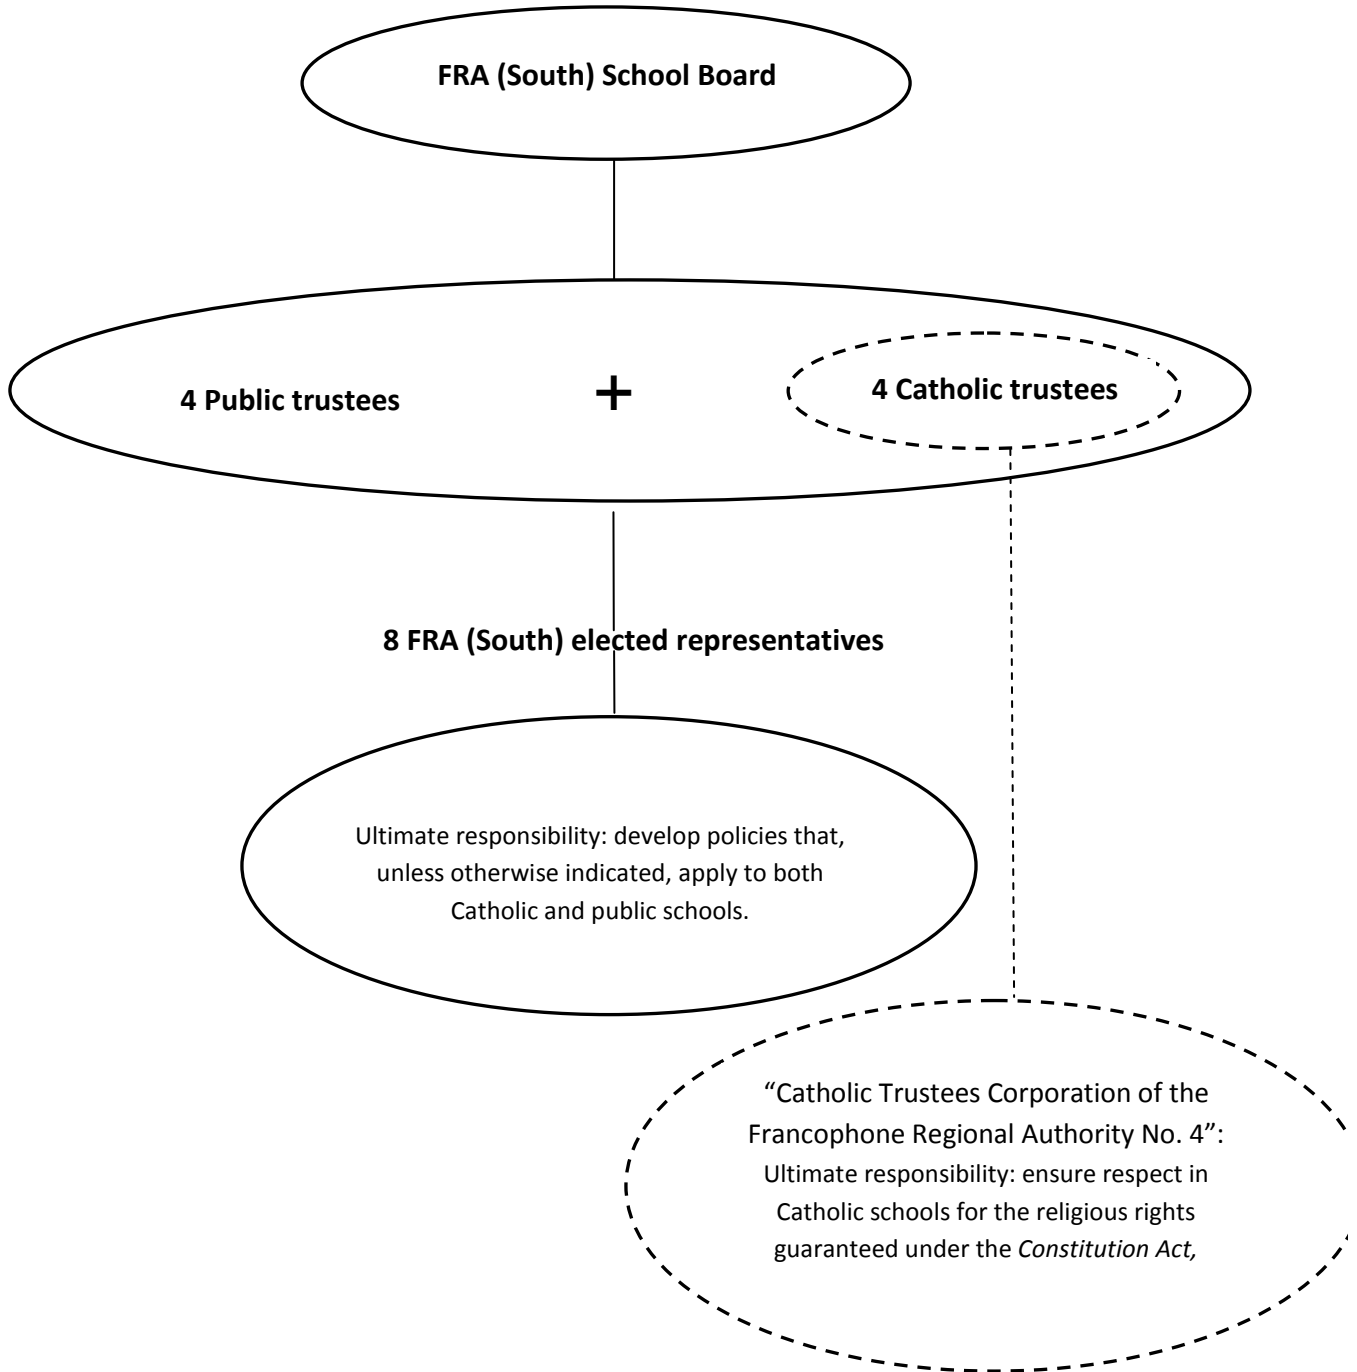 FRA (South) School Board
4 Public trustees
+
4 Catholic trustees
8 FRA (South) elected representatives
Ultimate responsibility: develop policies that,
unless otherwise indicated, apply to both
Catholic and public schools.
“Catholic Trustees Corporation of the
Francophone Regional Authority No. 4”:
Ultimate responsibility: ensure respect in
Catholic schools for the religious rights
guaranteed under the Constitution Act,